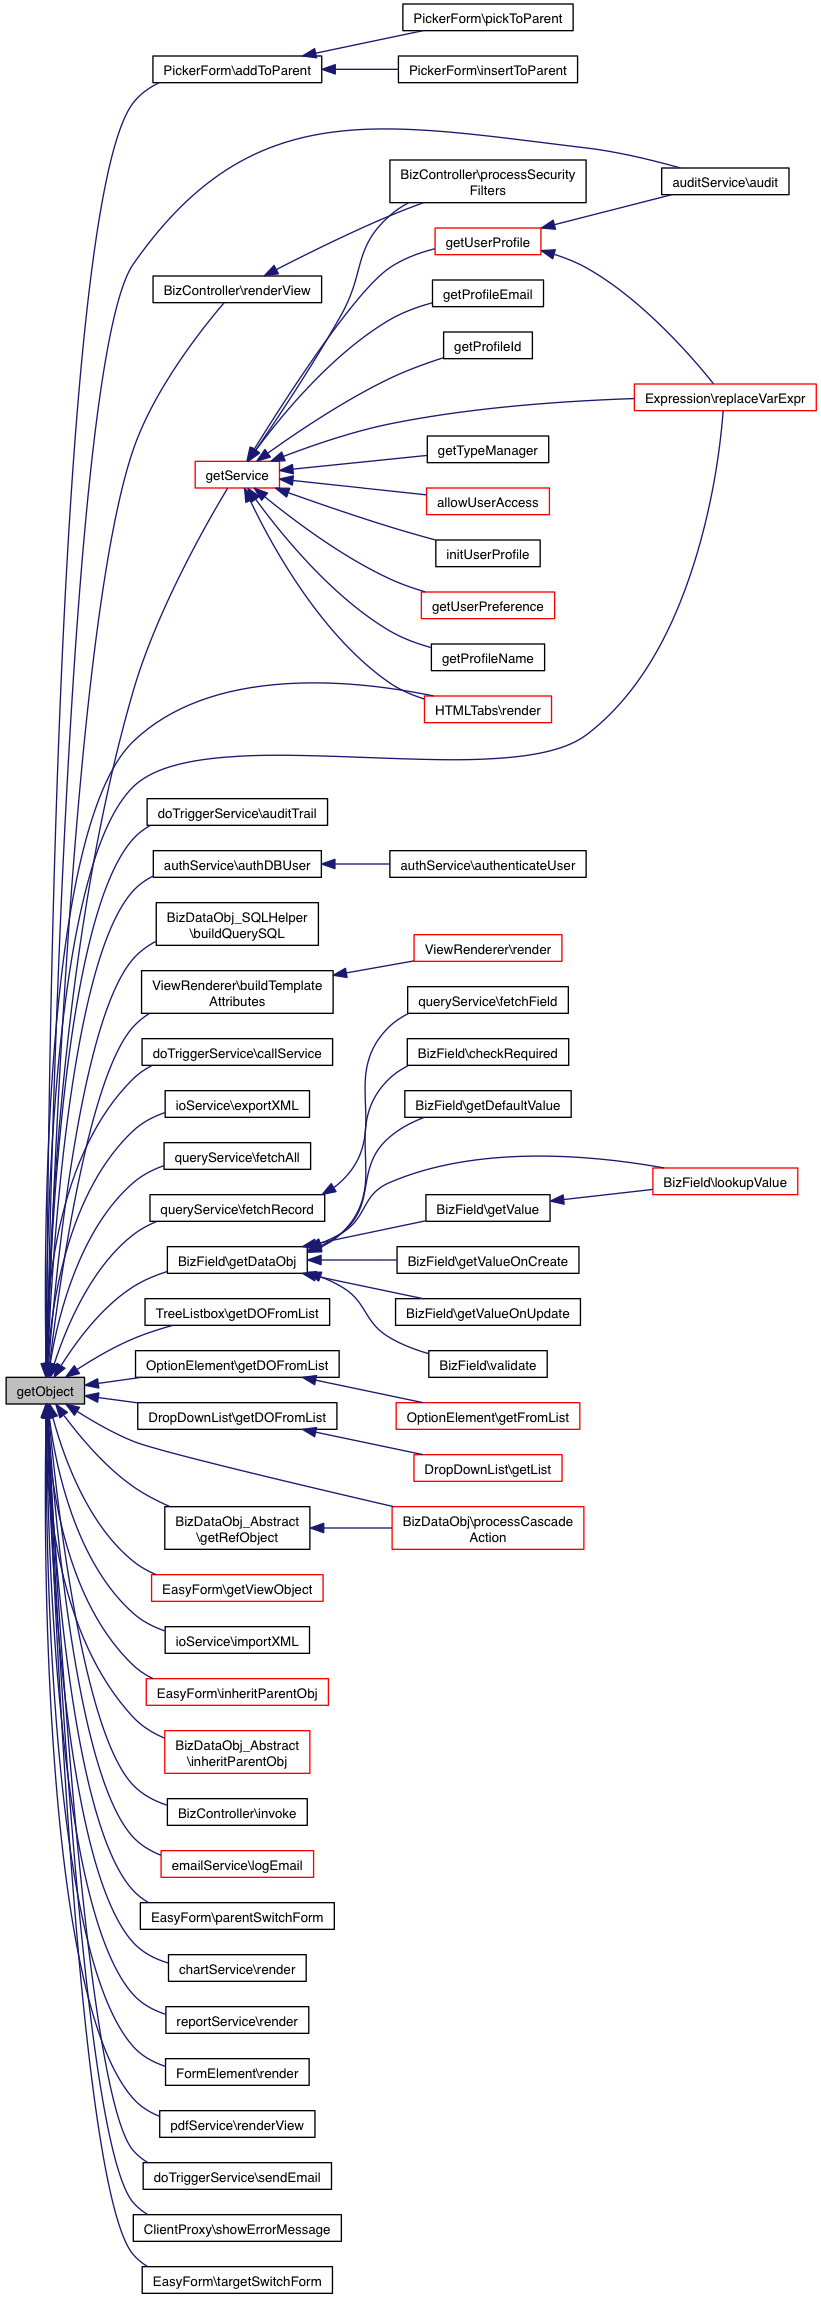 PickerForm\pickToParent
PickerForm\addToParent
PickerForm\insertToParent
BizController\processSecurity
Filters
auditService\audit
getUserProfile
BizController\renderView
getProfileEmail
getProfileId
Expression\replaceVarExpr
getTypeManager
getService
allowUserAccess
initUserProfile
getUserPreference
getProfileName
HTMLTabs\render
doTriggerService\auditTrail
authService\authDBUser
authService\authenticateUser
BizDataObj_SQLHelper
\buildQuerySQL
ViewRenderer\render
ViewRenderer\buildTemplate
Attributes
queryService\fetchField
doTriggerService\callService
BizField\checkRequired
ioService\exportXML
BizField\getDefaultValue
queryService\fetchAll
BizField\lookupValue
queryService\fetchRecord
BizField\getValue
BizField\getDataObj
BizField\getValueOnCreate
TreeListbox\getDOFromList
BizField\getValueOnUpdate
OptionElement\getDOFromList
BizField\validate
getObject
DropDownList\getDOFromList
OptionElement\getFromList
DropDownList\getList
BizDataObj_Abstract
\getRefObject
BizDataObj\processCascade
Action
EasyForm\getViewObject
ioService\importXML
EasyForm\inheritParentObj
BizDataObj_Abstract
\inheritParentObj
BizController\invoke
emailService\logEmail
EasyForm\parentSwitchForm
chartService\render
reportService\render
FormElement\render
pdfService\renderView
doTriggerService\sendEmail
ClientProxy\showErrorMessage
EasyForm\targetSwitchForm